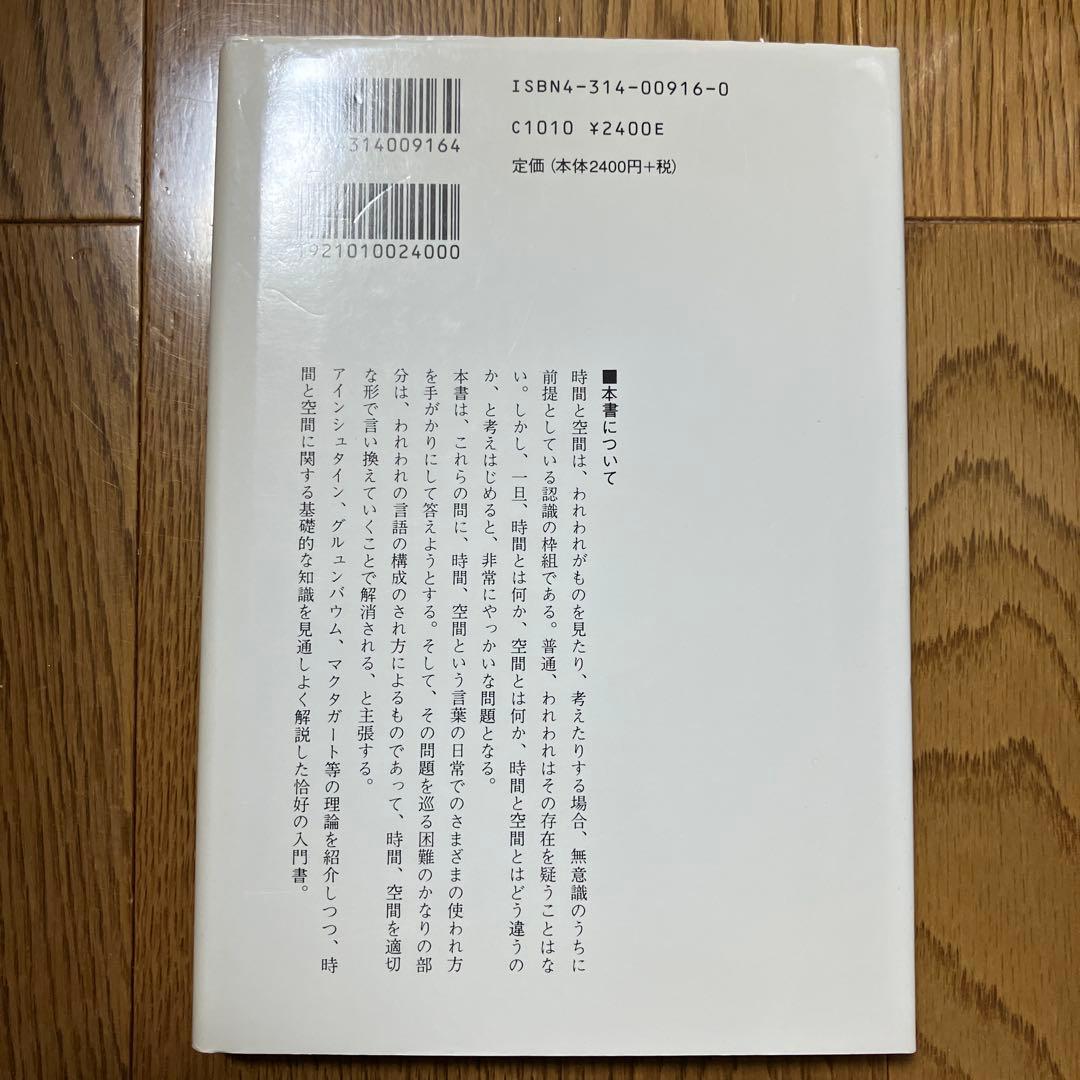 ISBN4-314-00916-0
C1010 ¥2400E
定価(本体2400円+税)
4314009164
921010024000
■本書について
時間と空間は、われわれがものを見たり、考えたりする場合、無意識のうちに
前提としている認識の枠組である。普通、われわれはその存在を疑うことはな
い。しかし、一旦、時間とは何か、空間とは何か、時間と空間とはどう違うの
か、と考えはじめると、非常にやっかいな問題となる。
本書は、これらの問に、時間、空間という言葉の日常でのさまざまの使われ方
を手がかりにして答えようとする。そして、その問題を巡る困難のかなりの部
分は、われわれの言語の構成のされ方によるものであって、時間、空間を適切
な形で言い換えていくことで解消される、と主張する。
アインシュタイン、グルュンバウム、マクタガート等の理論を紹介しつつ、時
間と空間に関する基礎的な知識を見通しよく解説した恰好の入門書。